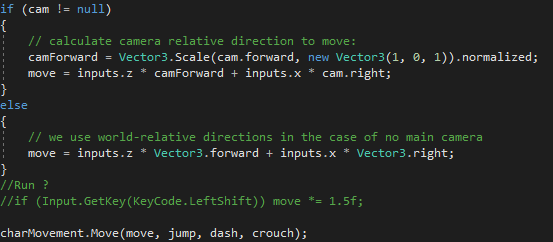 if (cam != null)
{
// calculate camera relative direction to move:
camForward = Vector3.Scale(cam.forward, new Vector3(1, 0, 1)).normalized;
move = inputs.z * camForward + inputs.x * cam.right;
}
else
{
// we use world-relative directions in the case of no main camera
move = inputs.z * Vector3.forward + inputs.x * Vector3.right;
}
//Run ?
//if (Input.GetKey(KeyCode.LeftShift)) move *= 1.5f;
charMovement.Move(move, jump, dash, crouch);